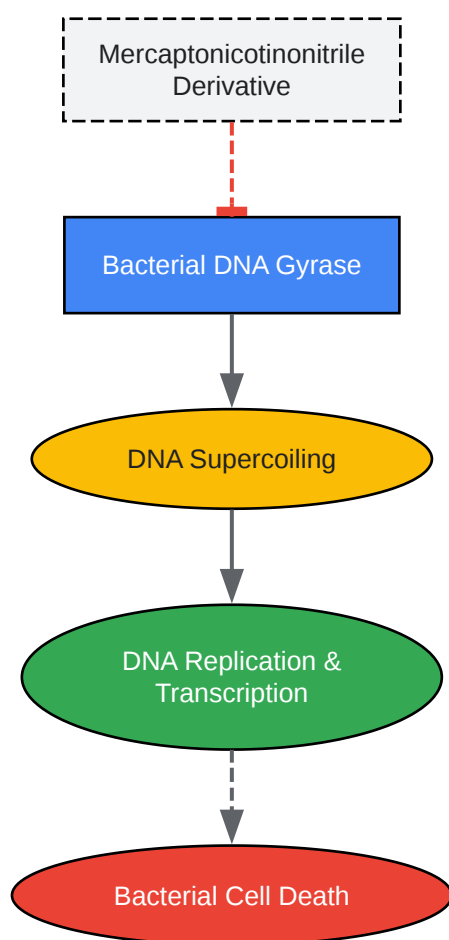 Mercaptonicotinonitrile
Derivative
Bacterial DNA Gyrase
DNA Supercoiling
DNA Replication &
Transcription
Bacterial Cell Death